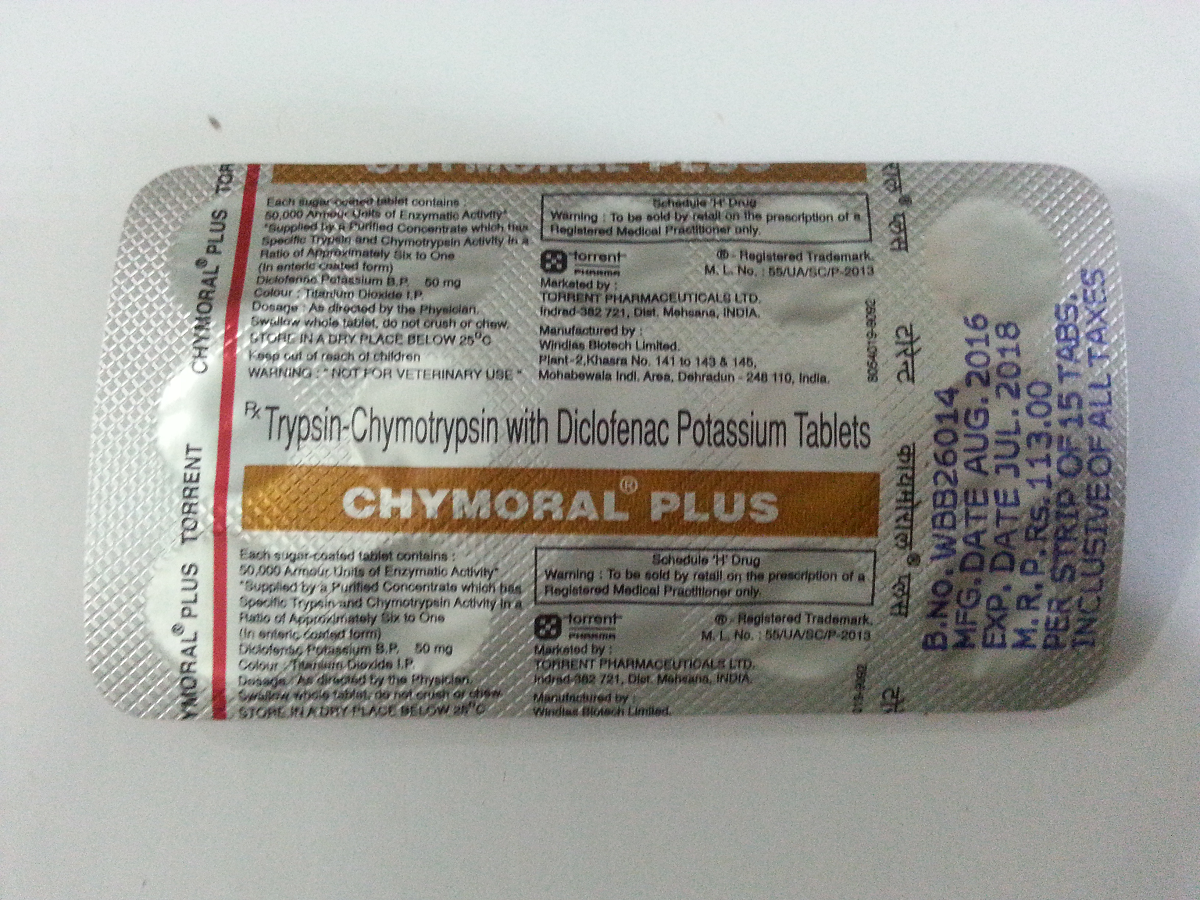 CHYMORAL PLUS
Each sugar-coated tablet contains :
50,000 Armour Units of Enzymatic Activity*
*Supplied by a Purified Concentrate which has
Specific Trypsin and Chymotrypsin Activity in a
Ratio of Approximately Six to One
(in enteric coated form)
Diclofenac Potassium B.P. 50 mg
Colour : Titanium Dioxide I.P.
Dosage : As directed by the Physician.
Swallow whole tablet, do not crush or chew.
STORE IN A DRY PLACE BELOW 25°C
Keep out of reach of children
WARNING : " NOT FOR VETERINARY USE "
Schedule 'H' Drug
Warning : To be sold by retail on the prescription of a
Registered Medical Practitioner only.
torrent
PHARMA
® - Registered Trademark.
M. L. No. : 55/UA/SC/P-2013
Marketed by :
TORRENT PHARMACEUTICALS LTD.
Indrad-382 721, Dist. Mehsana, INDIA.
Manufactured by :
Windlas Biotech Limited.
Plant-2, Khasra No. 141 to 143 & 145,
Mohabewala Indl. Area, Dehradun - 248 110, India.
Rx Trypsin-Chymotrypsin with Diclofenac Potassium Tablets
CHYMORAL® PLUS
Each sugar-coated tablet contains :
50,000 Armour Units of Enzymatic Activity*
*Supplied by a Purified Concentrate which has
Specific Trypsin and Chymotrypsin Activity in a
Ratio of Approximately Six to One
(in enteric coated form)
Diclofenac Potassium B.P. 50 mg
Colour : Titanium Dioxide I.P.
Dosage : As directed by the Physician.
Swallow whole tablet, do not crush or chew.
STORE IN A DRY PLACE BELOW 25°C
Schedule 'H' Drug
Warning : To be sold by retail on the prescription of a
Registered Medical Practitioner only.
torrent
PHARMA
® - Registered Trademark.
M. L. No. : 55/UA/SC/P-2013
Marketed by :
TORRENT PHARMACEUTICALS LTD.
Indrad-382 721, Dist. Mehsana, INDIA.
Manufactured by :
Windlas Biotech Limited.
YMORAL® PLUS TORRENT
CHYMORAL® PLUS TOR
B.NO. WBB26014
MFG.DATE AUG. 2016
EXP. DATE JUL. 2018
M.R.P.Rs. 113.00
PER STRIP OF 15 TABS.
INCLUSIVE OF ALL TAXES